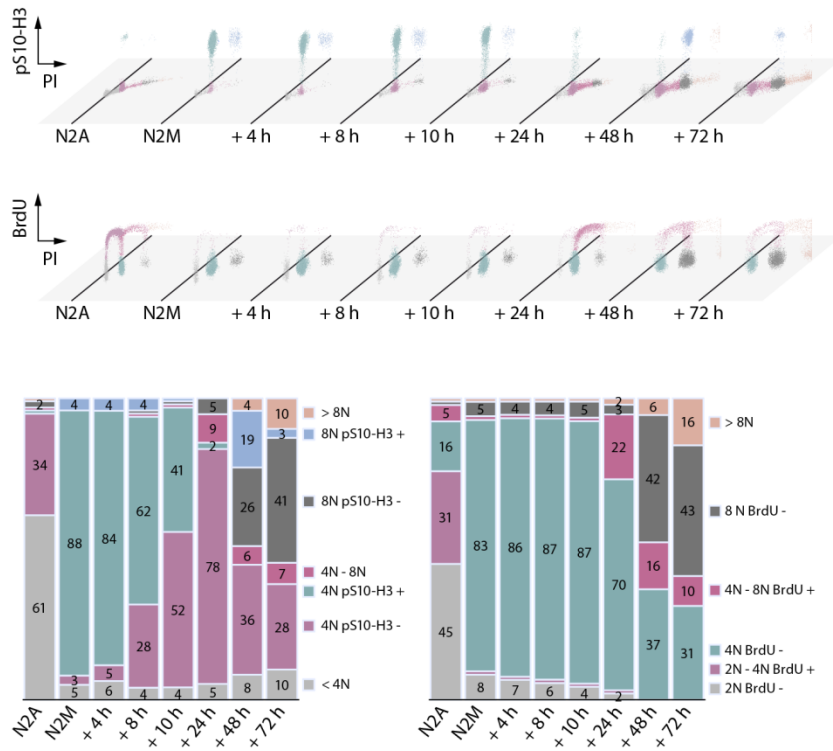 pS10-H3
PI
N2A N2M + 4 h + 8 h + 10 h + 24 h + 48 h + 72 h
BrdU
PI
N2A N2M + 4 h + 8 h + 10 h + 24 h + 48 h + 72 h
2 4 4 4 5 4 10
34 88 84 62 41 9 19 3
61 3 5 28 52 2 26 41
5 6 4 4 78 6 7
5 36 28
8 10
> 8N
8N pS10-H3 +
8N pS10-H3 -
4N - 8N
4N pS10-H3 +
4N pS10-H3 -
< 4N
N2A N2M + 4 h + 8 h + 10 h + 24 h + 48 h + 72 h
5 5 4 4 5 2 6 16
16 83 86 87 87 3 42 43
31 8 7 6 4 22 16 10
45 70 37 31
2
> 8N
8 N BrdU -
4N - 8N BrdU +
4N BrdU -
2N - 4N BrdU +
2N BrdU -
N2A N2M + 4 h + 8 h + 10 h + 24 h + 48 h + 72 h